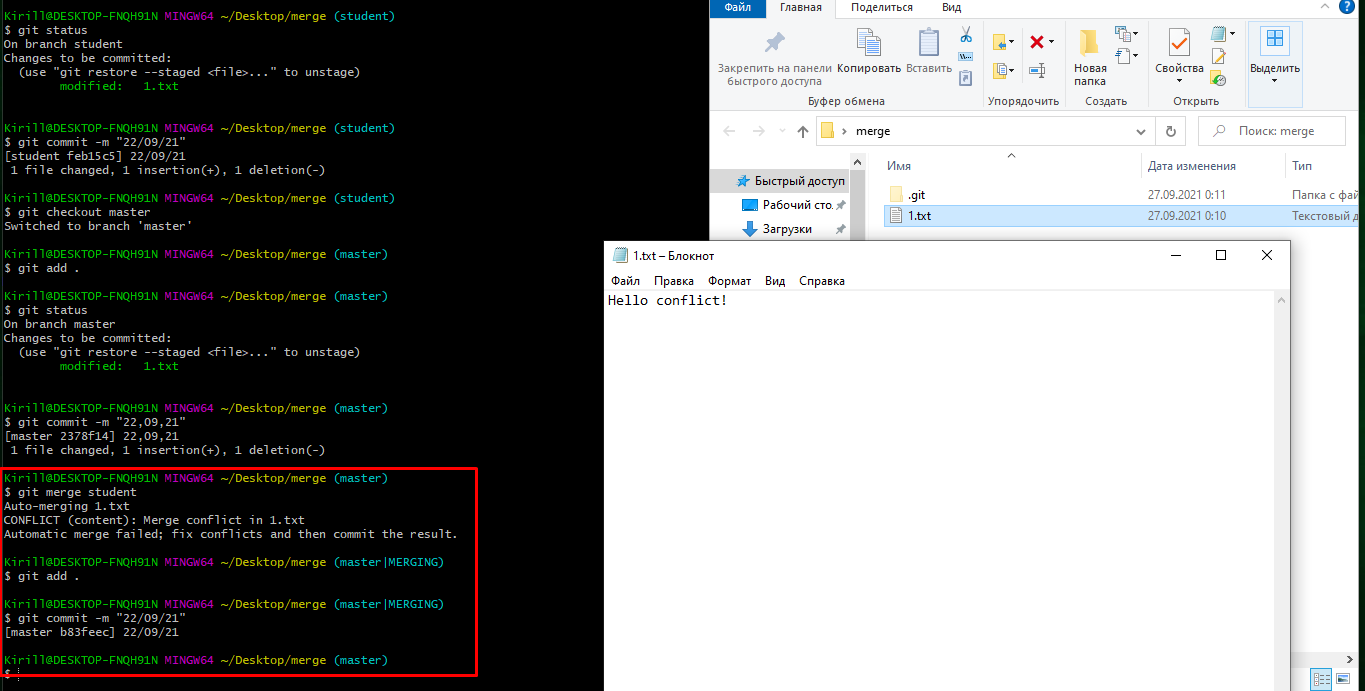 Kirill@DESKTOP-FNQH91N MINGW64 ~/Desktop/merge (student)
$ git status
On branch student
Changes to be committed:
  (use "git restore --staged <file>..." to unstage)
        modified:   1.txt
Kirill@DESKTOP-FNQH91N MINGW64 ~/Desktop/merge (student)
$ git commit -m "22/09/21"
[student feb15c5] 22/09/21
 1 file changed, 1 insertion(+), 1 deletion(-)
Kirill@DESKTOP-FNQH91N MINGW64 ~/Desktop/merge (student)
$ git checkout master
Switched to branch 'master'
Kirill@DESKTOP-FNQH91N MINGW64 ~/Desktop/merge (master)
$ git add .
Kirill@DESKTOP-FNQH91N MINGW64 ~/Desktop/merge (master)
$ git status
On branch master
Changes to be committed:
  (use "git restore --staged <file>..." to unstage)
        modified:   1.txt
Kirill@DESKTOP-FNQH91N MINGW64 ~/Desktop/merge (master)
$ git commit -m "22,09,21"
[master 2378f14] 22,09,21
 1 file changed, 1 insertion(+), 1 deletion(-)
Kirill@DESKTOP-FNQH91N MINGW64 ~/Desktop/merge (master)
$ git merge student
Auto-merging 1.txt
CONFLICT (content): Merge conflict in 1.txt
Automatic merge failed; fix conflicts and then commit the result.
Kirill@DESKTOP-FNQH91N MINGW64 ~/Desktop/merge (master|MERGING)
$ git add .
Kirill@DESKTOP-FNQH91N MINGW64 ~/Desktop/merge (master|MERGING)
$ git commit -m "22/09/21"
[master b83feec] 22/09/21
Kirill@DESKTOP-FNQH91N MINGW64 ~/Desktop/merge (master)
$
Файл Главная Поделиться Вид
Закрепить на панели быстрого доступа
Копировать
Вставить
Новая папка
Свойства
Выделить
Буфер обмена Упорядочить Создать Открыть
merge
Поиск: merge
Имя Дата изменения Тип
Быстрый доступ
Рабочий сто.
Загрузки
.git 27.09.2021 0:11 Папка с фай
1.txt 27.09.2021 0:10 Текстовый д
1.txt – Блокнот
Файл Правка Формат Вид Справка
Hello conflict!